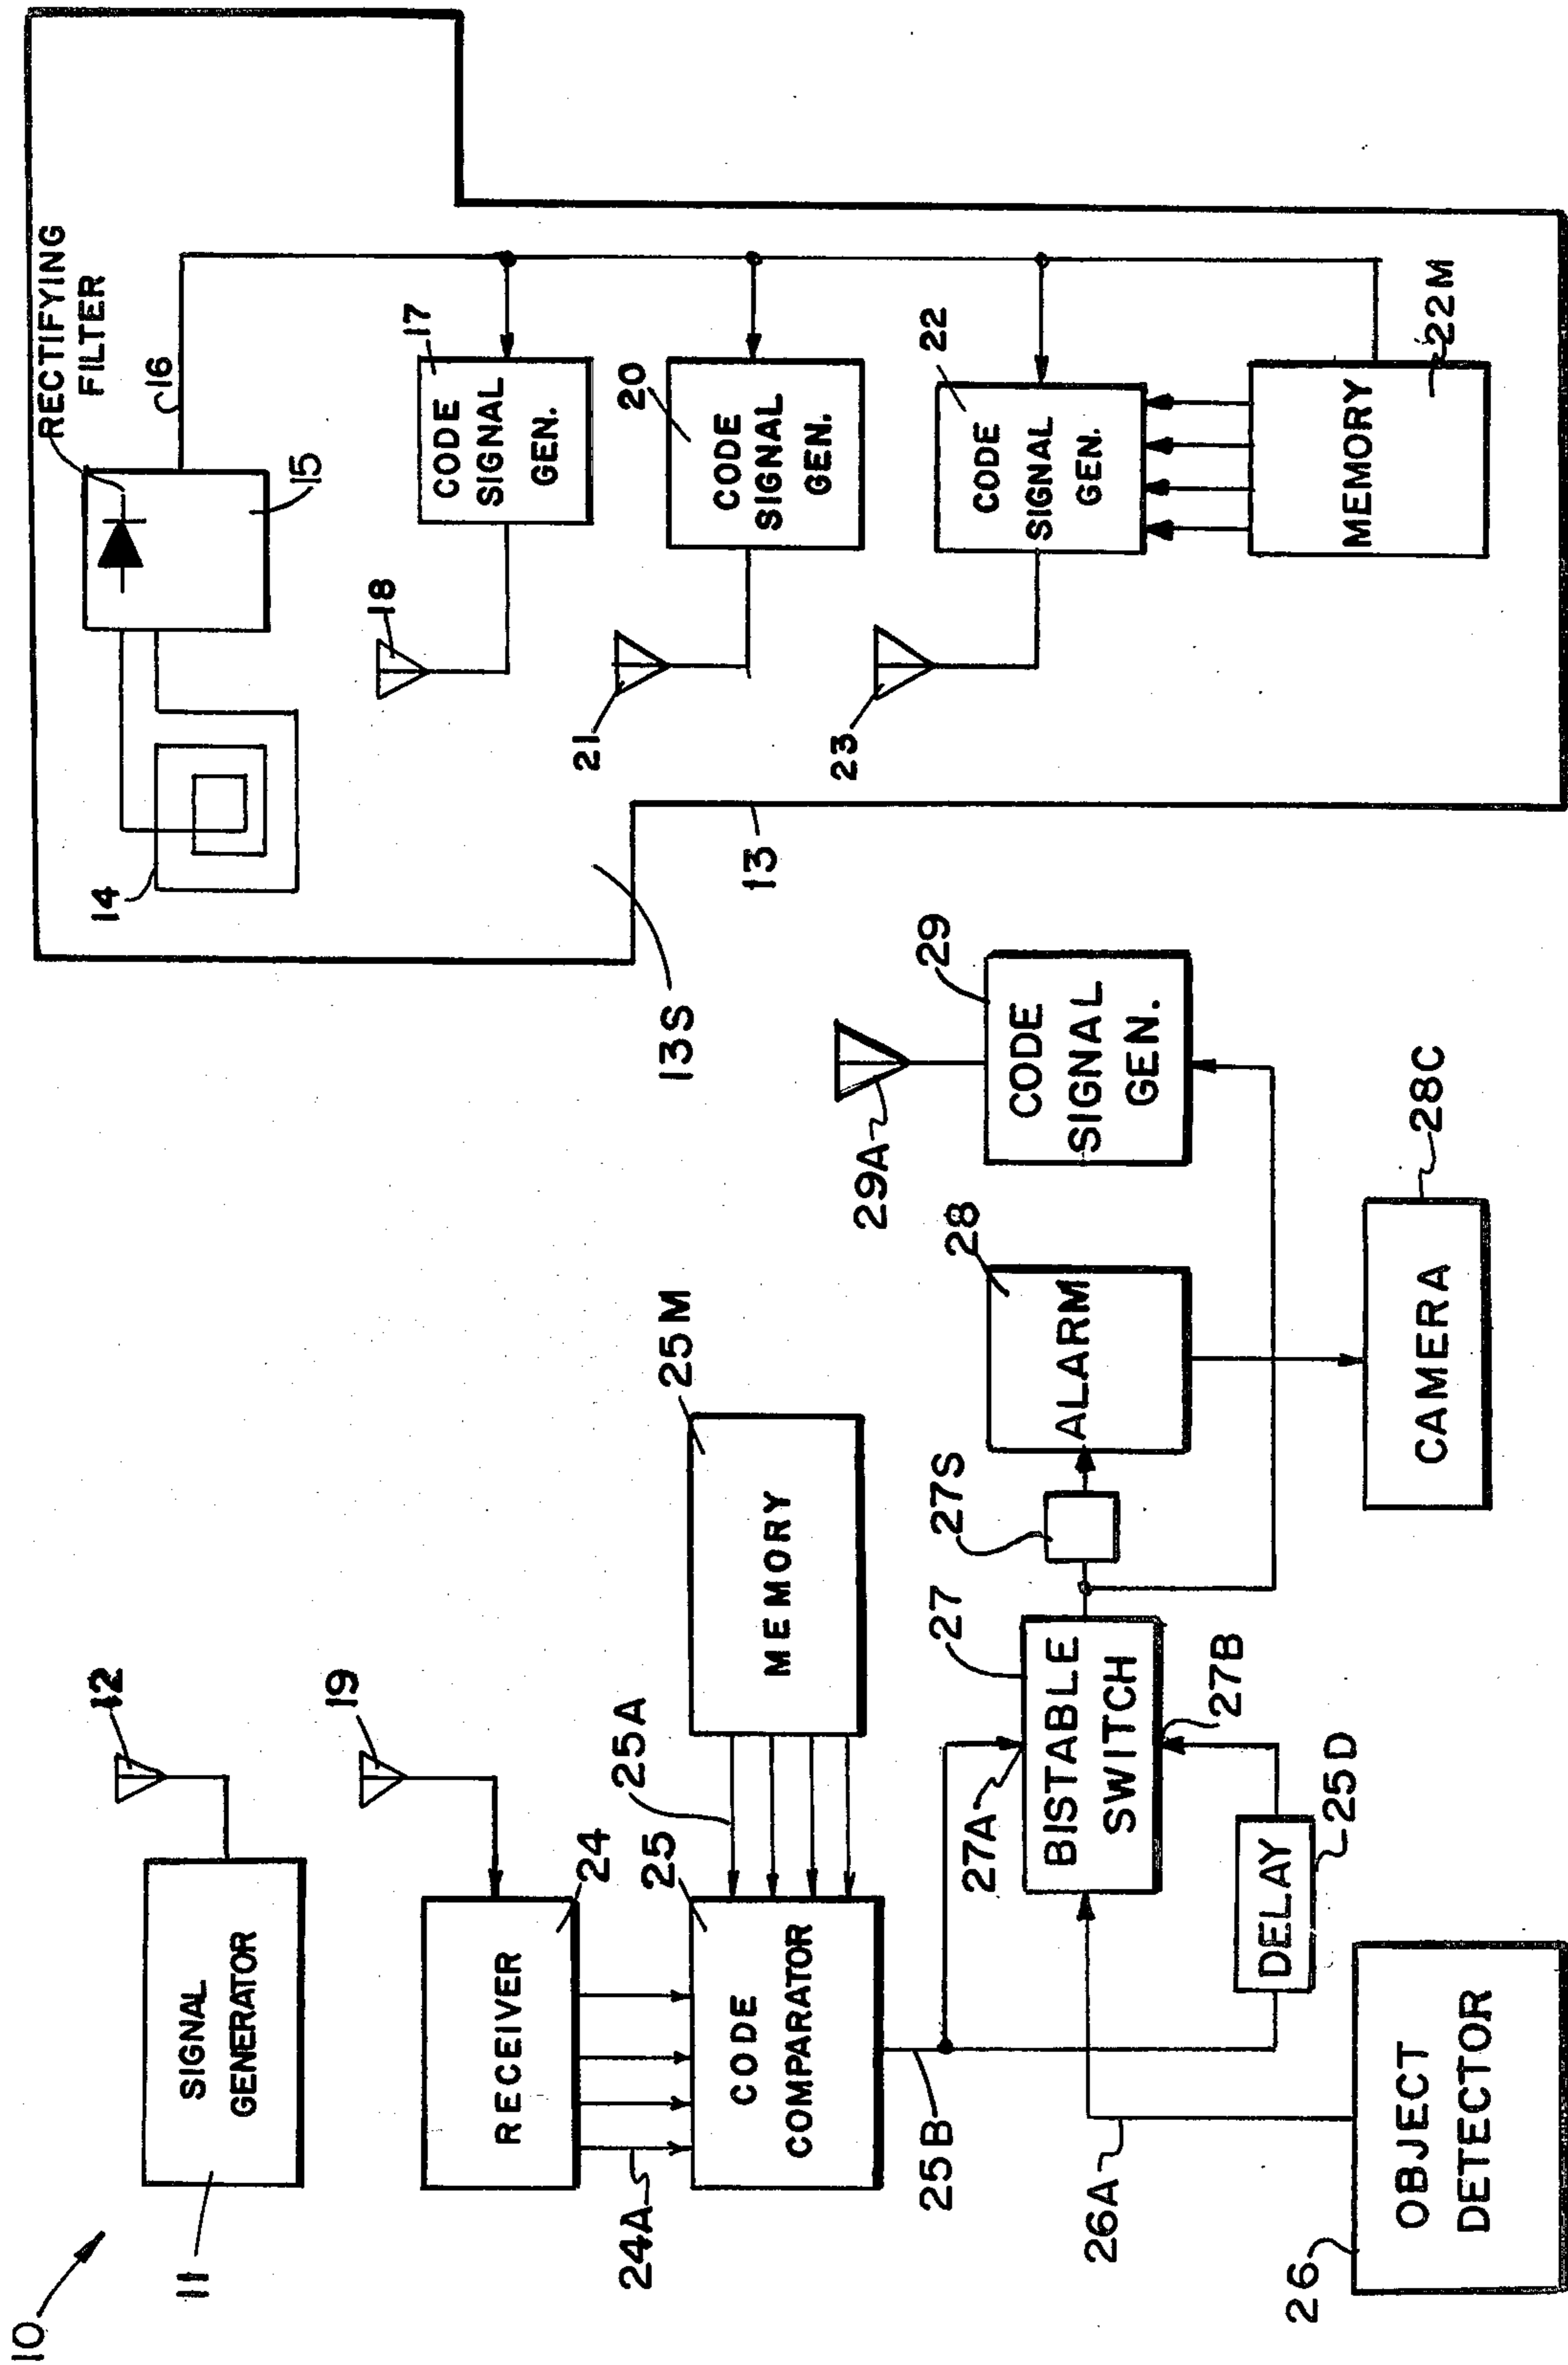 10
11
SIGNAL
GENERATOR
12
19
RECEIVER
24
24A
CODE
COMPARATOR
25
25A
MEMORY
25M
25B
26A
OBJECT
DETECTOR
26
DELAY
25D
27A
BISTABLE
SWITCH
27
27B
27S
ALARM
28
CAMERA
28C
CODE
SIGNAL
GEN.
29
29A
13S
13
14
15
RECTIFYING
FILTER
16
18
CODE
SIGNAL
GEN.
17
21
CODE
SIGNAL
GEN.
20
23
CODE
SIGNAL
GEN.
22
MEMORY
22M